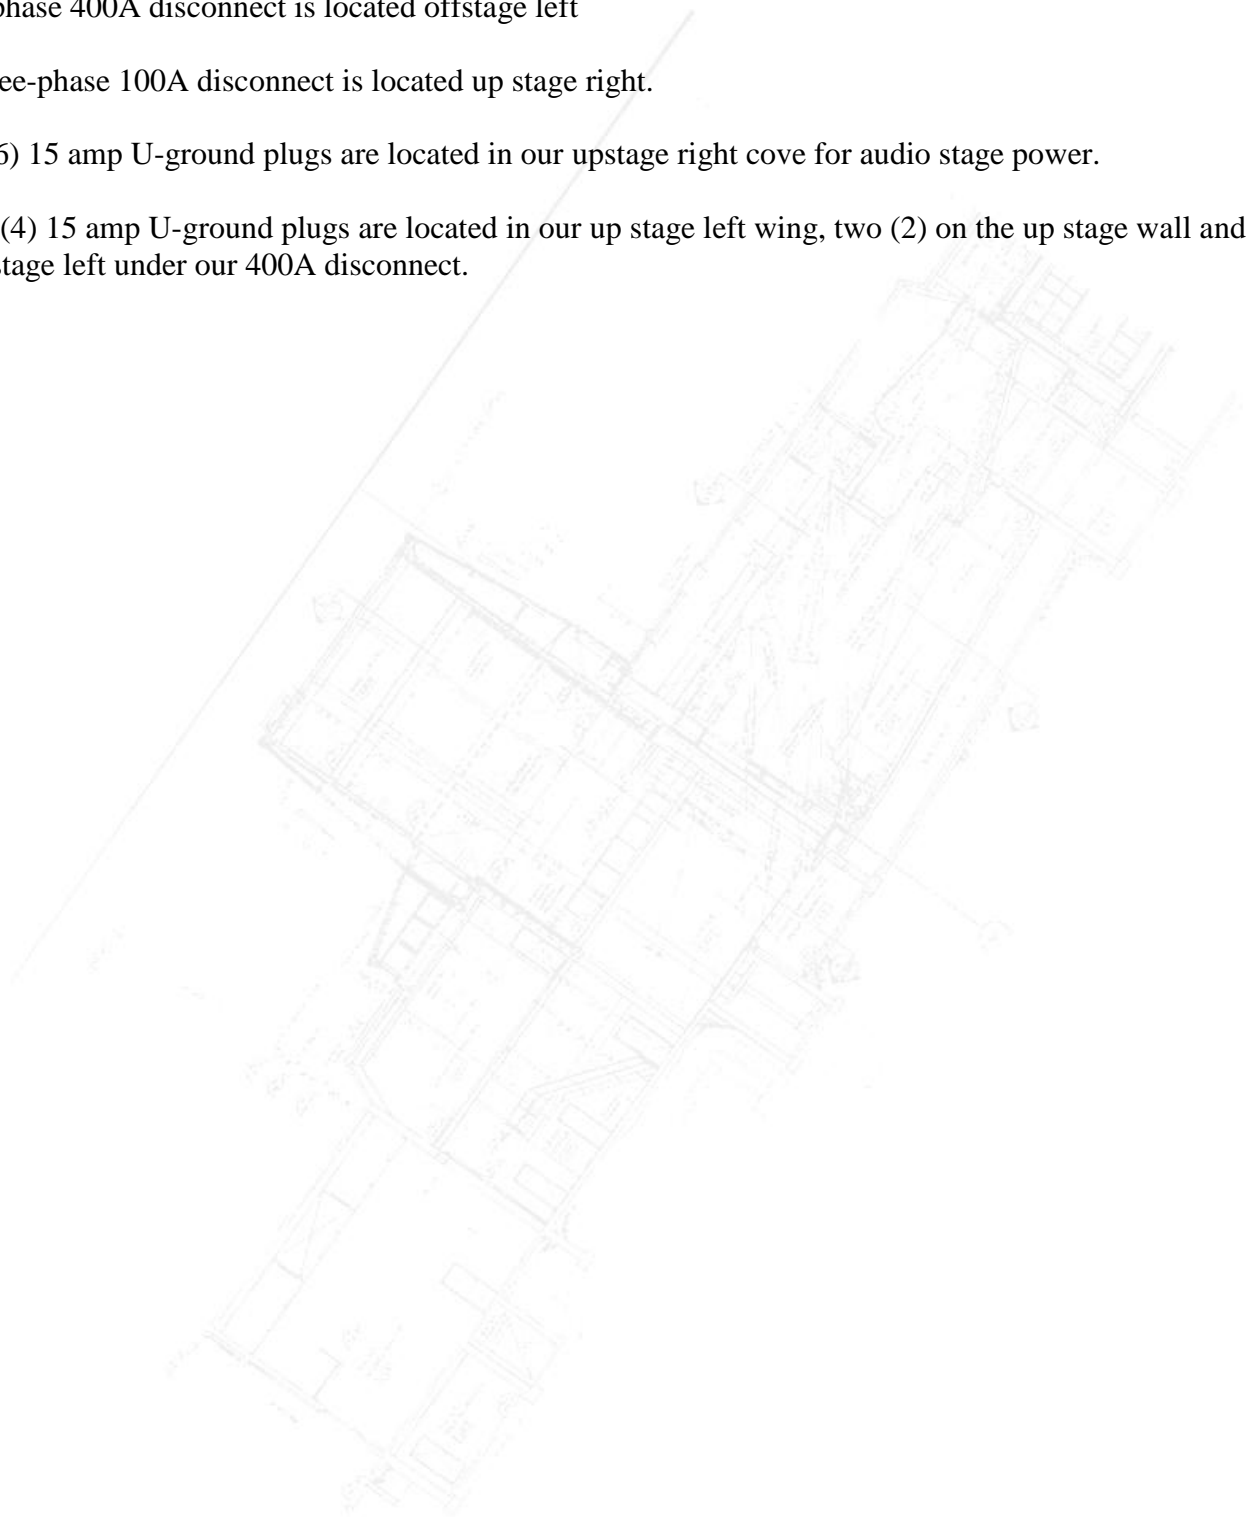 phase 400A disconnect is located offstage left
ee-phase 100A disconnect is located up stage right.
6) 15 amp U-ground plugs are located in our upstage right cove for audio stage power.
(4) 15 amp U-ground plugs are located in our up stage left wing, two (2) on the up stage wall and
stage left under our 400A disconnect.